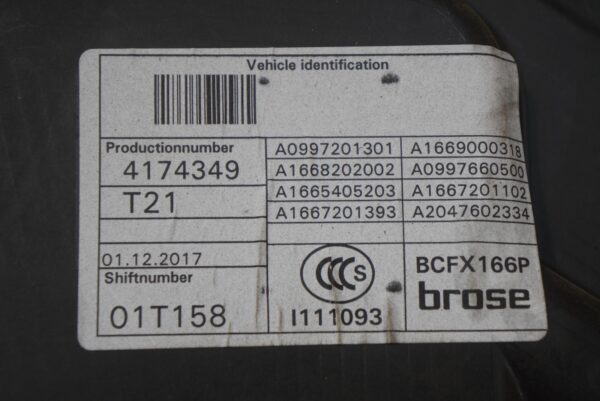 Vehicle identification
Productionnumber
4174349
T21
A0997201301 A1669000318
A1668202002 A0997660500
A1665405203 A1667201102
A1667201393 A2047602334
01.12.2017
Shiftnumber
01T158
CCC S
I111093
BCFX166P
brose